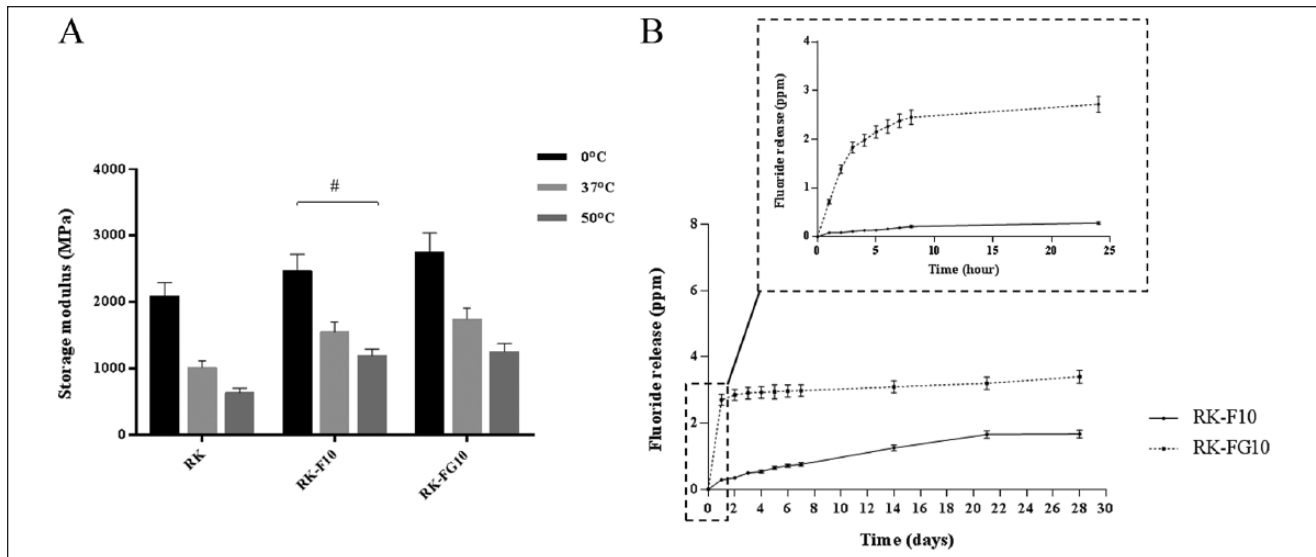 A
Storage modulus (MPa)
4000
3000
2000
1000
0
#
0°C
37°C
50°C
RK
RK-F10
RK-FG10
B
Fluoride release (ppm)
4
3
2
1
0
0 5 10 15 20 25
Time (hour)
Fluoride release (ppm)
8
6
4
2
0
0 2 4 6 8 10 12 14 16 18 20 22 24 26 28 30
Time (days)
RK-F10
RK-FG10